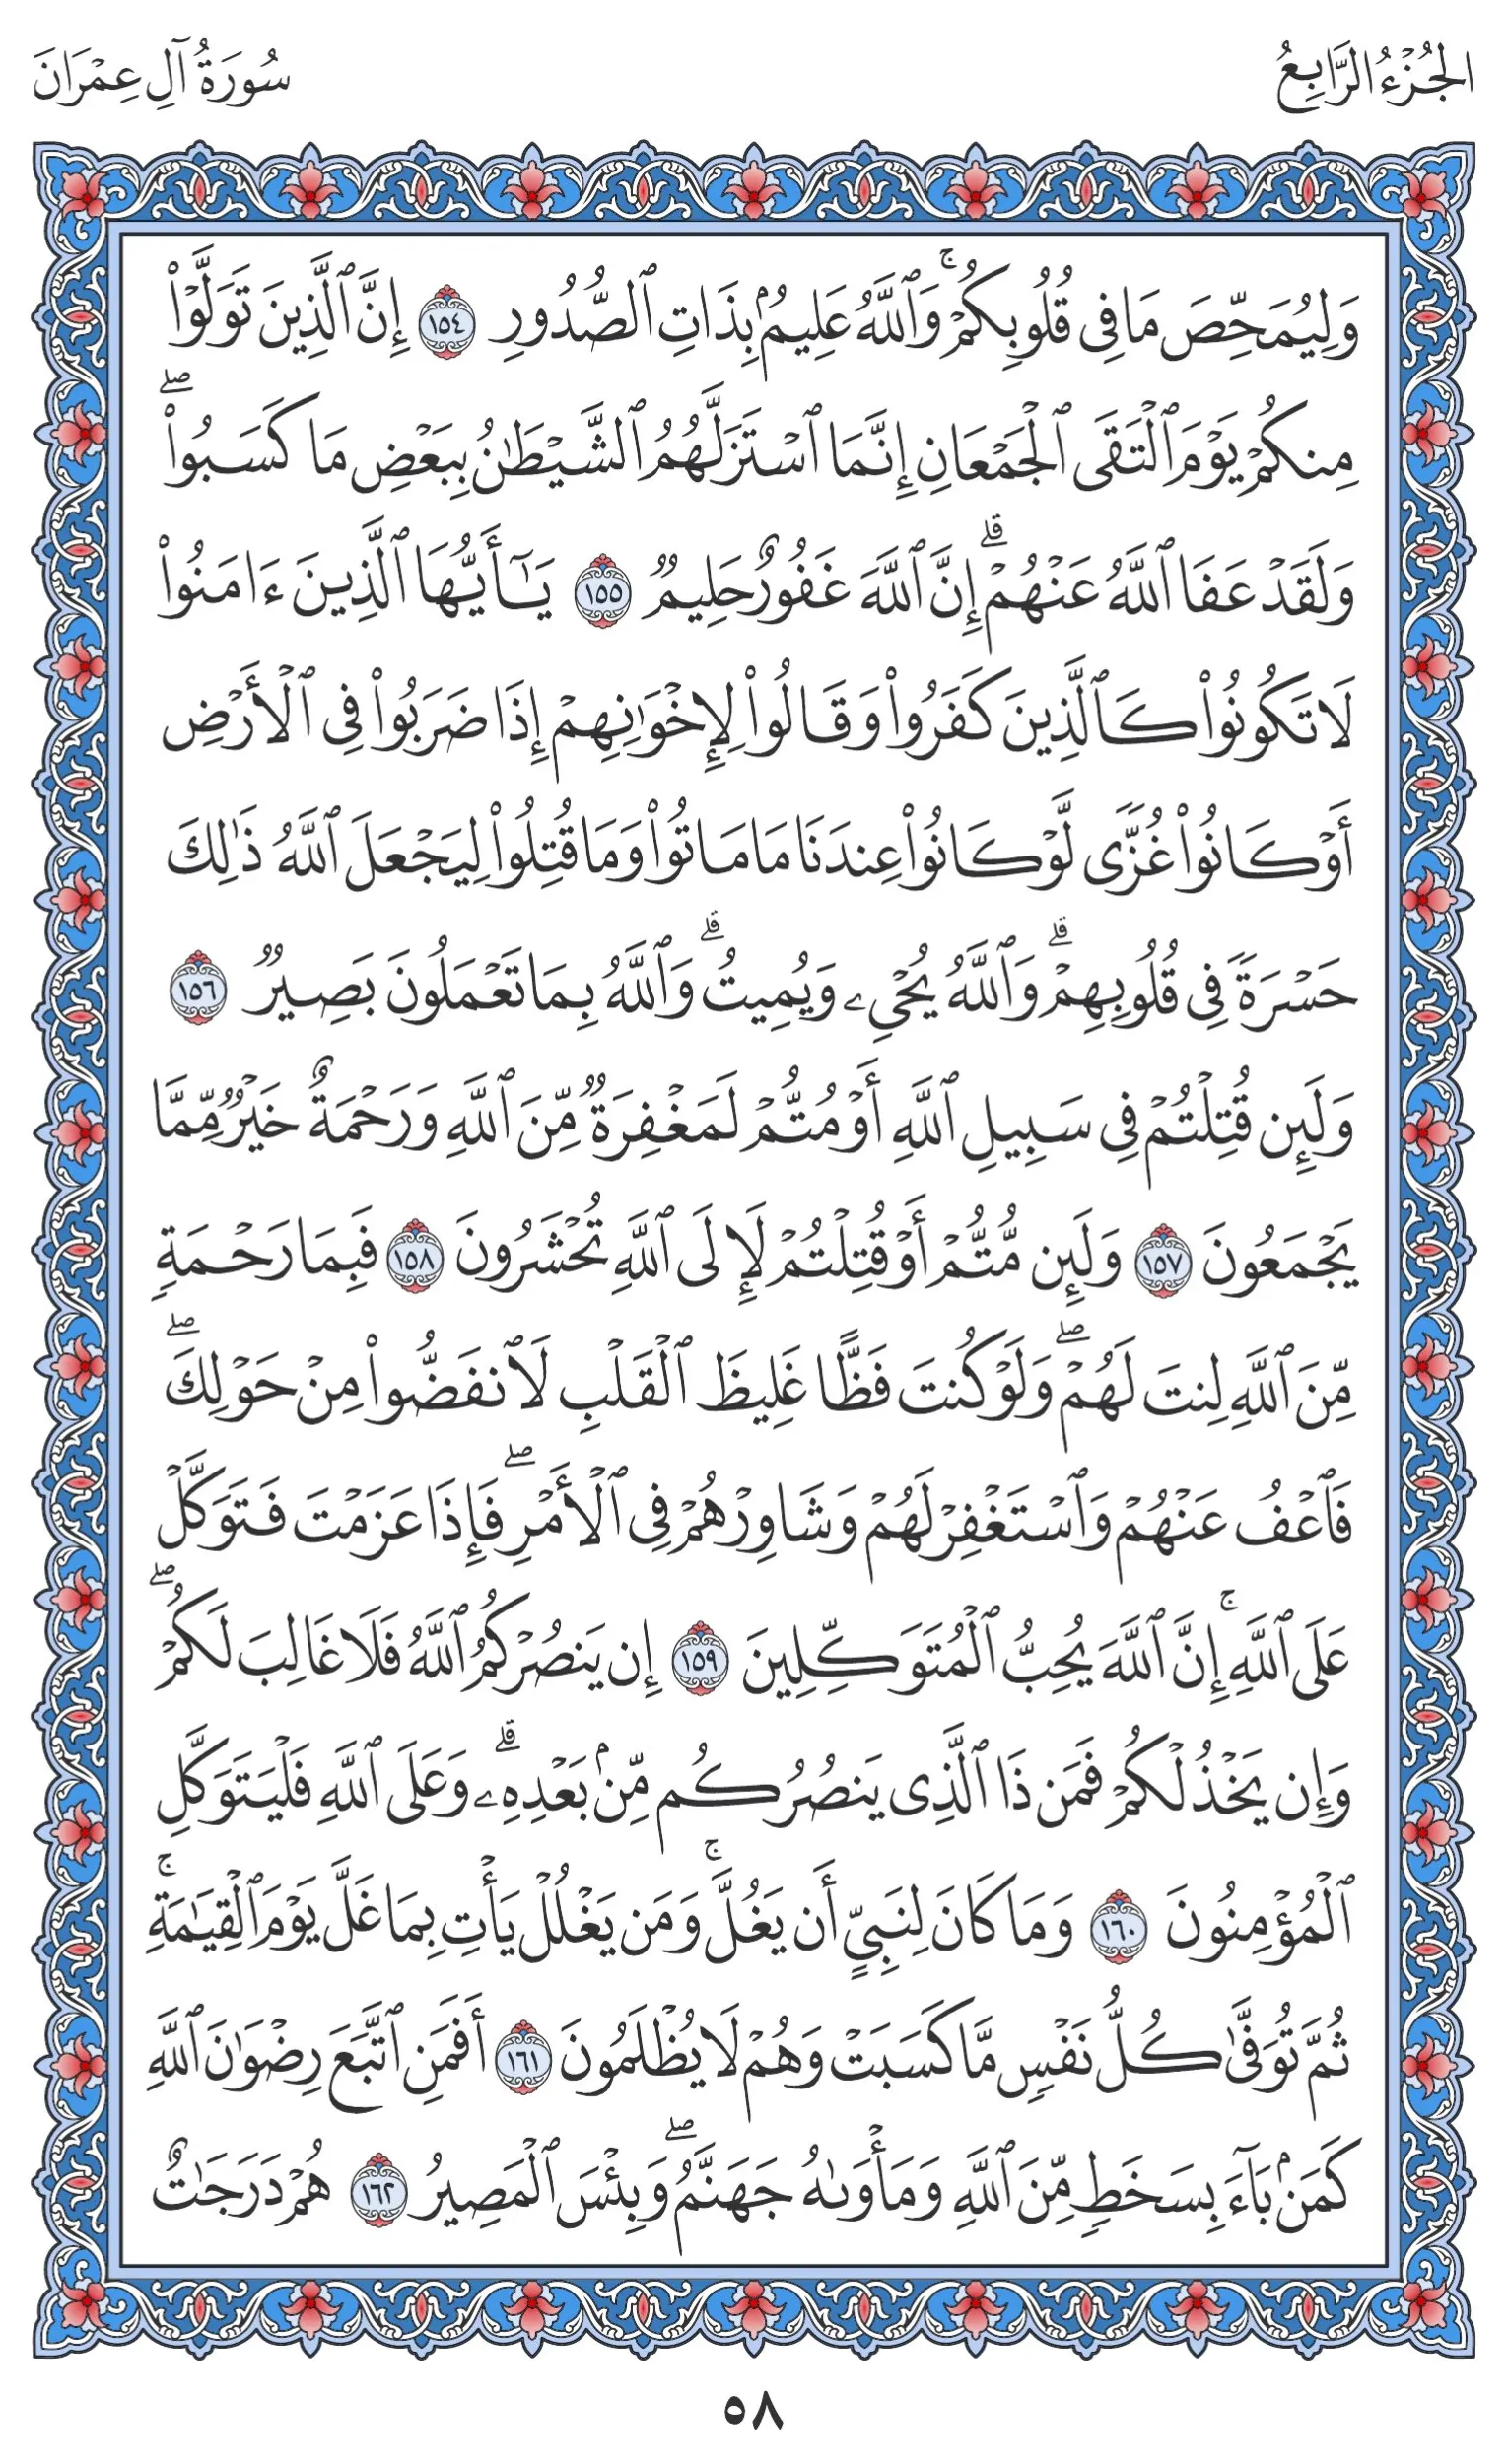 الجُزْءُ الرَّابِعُ
سُورَةُ آلِ عِمْرَانَ
وَلِيُمَحِّصَ مَا فِى قُلُوبِكُمْ ۚ وَٱللَّهُ عَلِيمٌۢ بِذَاتِ ٱلصُّدُورِ ١٥٤ إِنَّ ٱلَّذِينَ تَوَلَّوْا۟
مِنكُمْ يَوْمَ ٱلْتَقَى ٱلْجَمْعَانِ إِنَّمَا ٱسْتَزَلَّهُمُ ٱلشَّيْطَٰنُ بِبَعْضِ مَا كَسَبُوا۟ ۖ
وَلَقَدْ عَفَا ٱللَّهُ عَنْهُمْ ۗ إِنَّ ٱللَّهَ غَفُورٌ حَلِيمٌ ١٥٥ يَـٰٓأَيُّهَا ٱلَّذِينَ ءَامَنُوا۟
لَا تَكُونُوا۟ كَٱلَّذِينَ كَفَرُوا۟ وَقَالُوا۟ لِإِخْوَٰنِهِمْ إِذَا ضَرَبُوا۟ فِى ٱلْأَرْضِ
أَوْ كَانُوا۟ غُزًّى لَّوْ كَانُوا۟ عِندَنَا مَا مَاتُوا۟ وَمَا قُتِلُوا۟ لِيَجْعَلَ ٱللَّهُ ذَٰلِكَ
حَسْرَةً فِى قُلُوبِهِمْ ۗ وَٱللَّهُ يُحْىِۦ وَيُمِيتُ ۗ وَٱللَّهُ بِمَا تَعْمَلُونَ بَصِيرٌ ١٥٦
وَلَئِن قُتِلْتُمْ فِى سَبِيلِ ٱللَّهِ أَوْ مُتُّمْ لَمَغْفِرَةٌ مِّنَ ٱللَّهِ وَرَحْمَةٌ خَيْرٌ مِّمَّا
يَجْمَعُونَ ١٥٧ وَلَئِن مُّتُّمْ أَوْ قُتِلْتُمْ لَإِلَى ٱللَّهِ تُحْشَرُونَ ١٥٨ فَبِمَا رَحْمَةٍ
مِّنَ ٱللَّهِ لِنتَ لَهُمْ ۖ وَلَوْ كُنتَ فَظًّا غَلِيظَ ٱلْقَلْبِ لَٱنفَضُّوا۟ مِنْ حَوْلِكَ ۖ
فَٱعْفُ عَنْهُمْ وَٱسْتَغْفِرْ لَهُمْ وَشَاوِرْهُمْ فِى ٱلْأَمْرِ ۖ فَإِذَا عَزَمْتَ فَتَوَكَّلْ
عَلَى ٱللَّهِ ۚ إِنَّ ٱللَّهَ يُحِبُّ ٱلْمُتَوَكِّلِينَ ١٥٩ إِن يَنصُرْكُمُ ٱللَّهُ فَلَا غَالِبَ لَكُمْ ۖ
وَإِن يَخْذُلْكُمْ فَمَن ذَا ٱلَّذِى يَنصُرُكُم مِّنۢ بَعْدِهِۦ ۗ وَعَلَى ٱللَّهِ فَلْيَتَوَكَّلِ
ٱلْمُؤْمِنُونَ ١٦٠ وَمَا كَانَ لِنَبِىٍّ أَن يَغُلَّ ۚ وَمَن يَغْلُلْ يَأْتِ بِمَا غَلَّ يَوْمَ ٱلْقِيَٰمَةِ ۚ
ثُمَّ تُوَفَّىٰ كُلُّ نَفْسٍ مَّا كَسَبَتْ وَهُمْ لَا يُظْلَمُونَ ١٦١ أَفَمَنِ ٱتَّبَعَ رِضْوَٰنَ ٱللَّهِ
كَمَنۢ بَآءَ بِسَخَطٍ مِّنَ ٱللَّهِ وَمَأْوَىٰهُ جَهَنَّمُ ۖ وَبِئْسَ ٱلْمَصِيرُ ١٦٢ هُمْ دَرَجَٰتٌ
٥٨